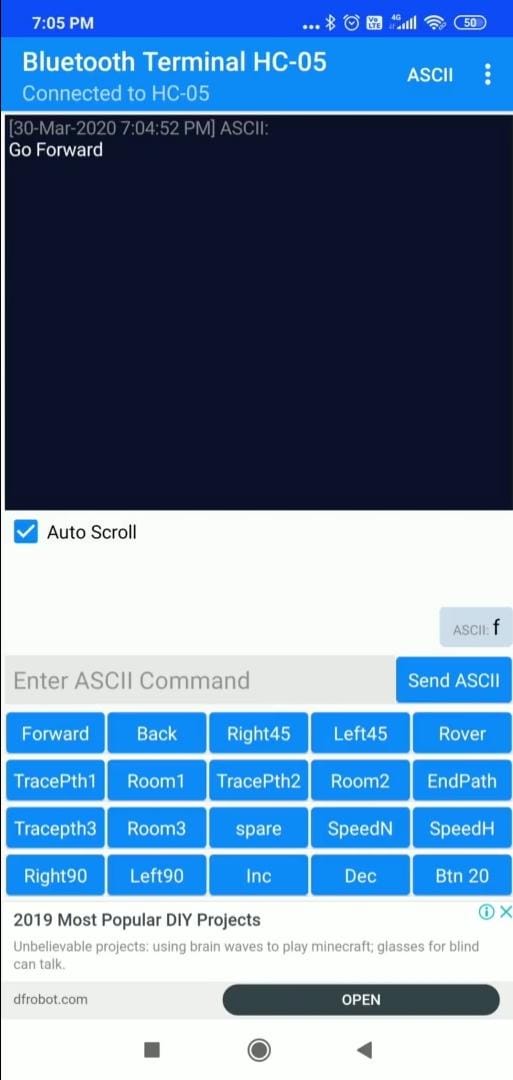 7:05 PM
4G
Vo
LTE
50
Bluetooth Terminal HC-05
Connected to HC-05
ASCII
[30-Mar-2020 7:04:52 PM] ASCII:
Go Forward
Auto Scroll
ASCII: f
Enter ASCII Command
Send ASCII
Forward Back Right45 Left45 Rover
TracePth1 Room1 TracePth2 Room2 EndPath
Tracepth3 Room3 spare SpeedN SpeedH
Right90 Left90 Inc Dec Btn 20
2019 Most Popular DIY Projects
Unbelievable projects: using brain waves to play minecraft; glasses for blind
can talk.
dfrobot.com
OPEN